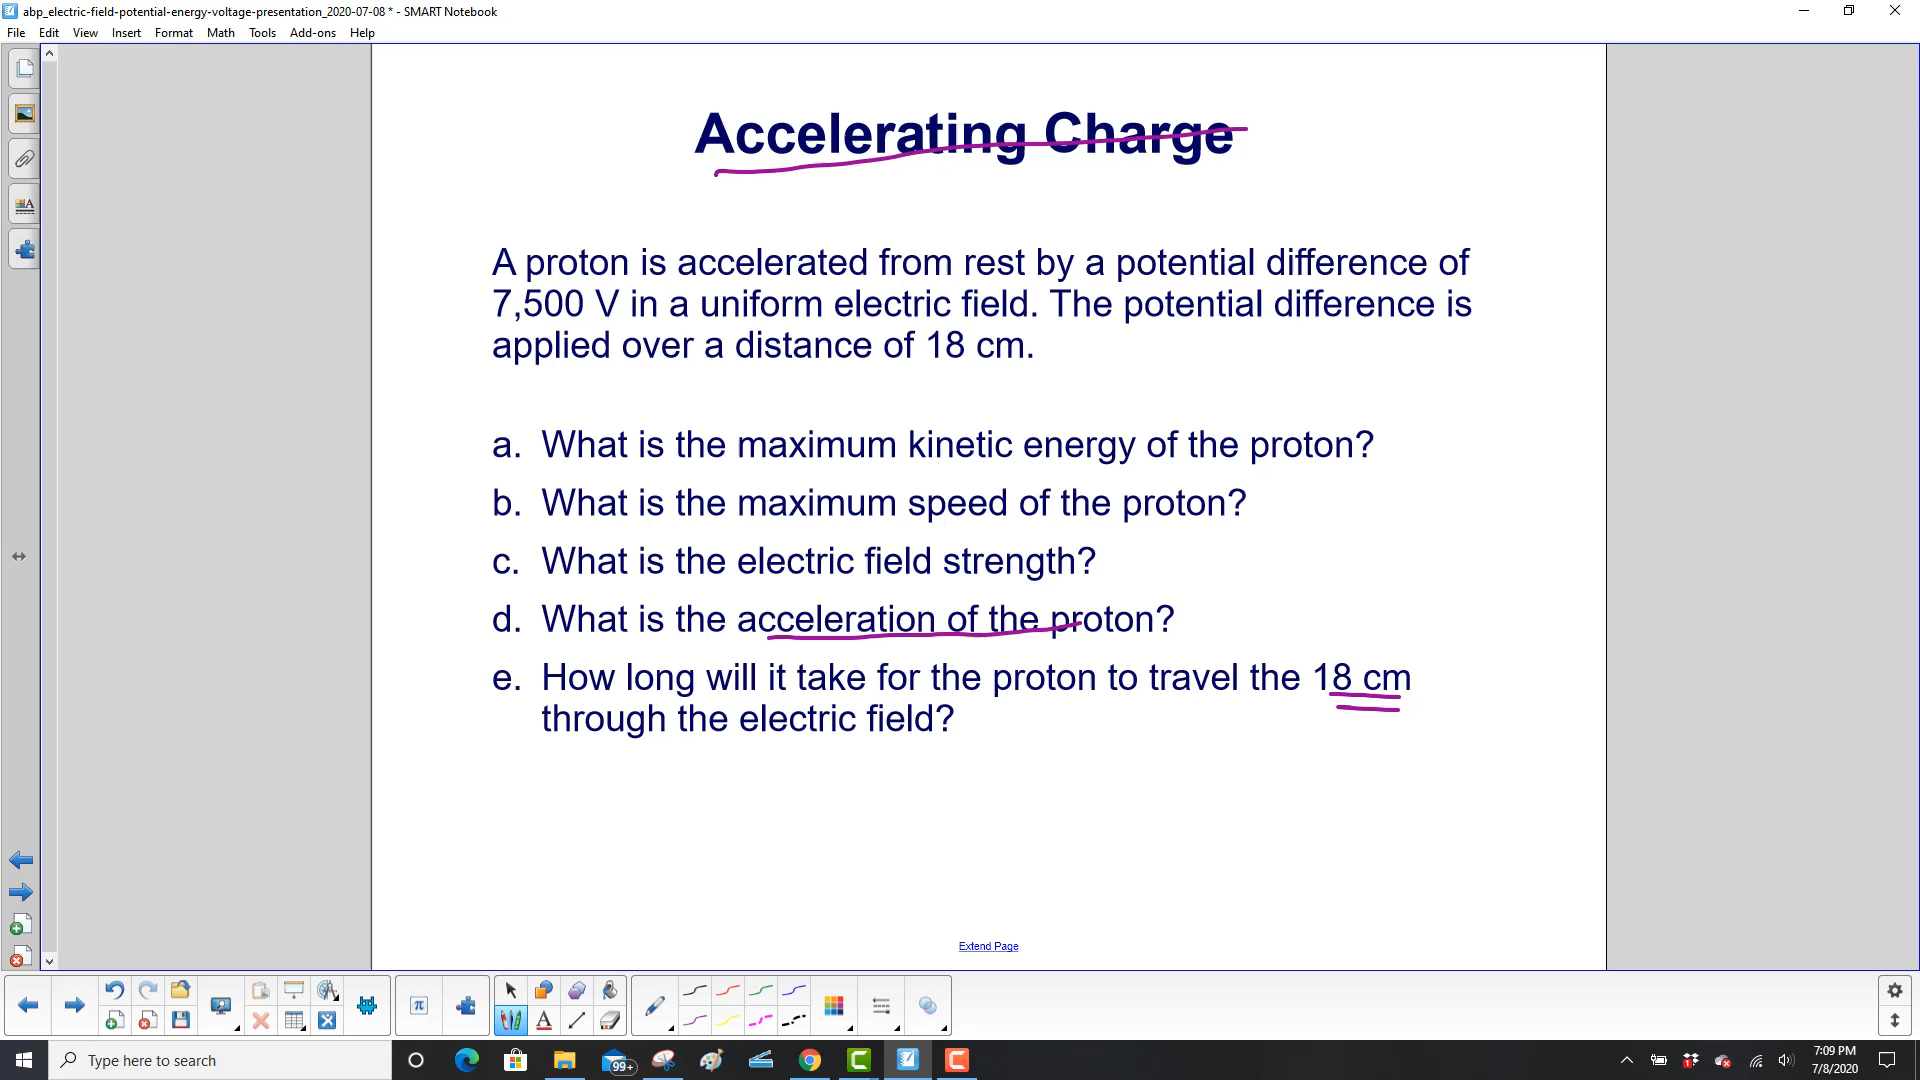 abp_electric-field-potential-energy-voltage-presentation_2020-07-08 * - SMART Notebook
File Edit View Insert Format Math Tools Add-ons Help
Accelerating Charge
A proton is accelerated from rest by a potential difference of
7,500 V in a uniform electric field. The potential difference is
applied over a distance of 18 cm.
a. What is the maximum kinetic energy of the proton?
b. What is the maximum speed of the proton?
c. What is the electric field strength?
d. What is the acceleration of the proton?
e. How long will it take for the proton to travel the 18 cm
through the electric field?
Extend Page
π
A
Type here to search
99+
7:09 PM
7/8/2020